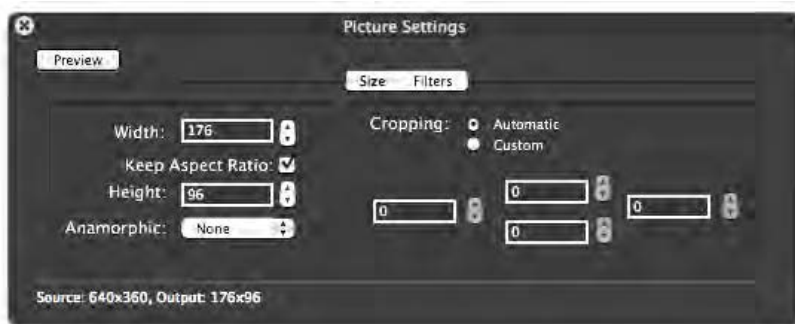 Picture Settings
Preview
Size Filters
Width: 176
Keep Aspect Ratio:
Height: 96
Anamorphic: None
Cropping: Automatic
Custom
0
0
0
0
Source: 640x360, Output: 176x96